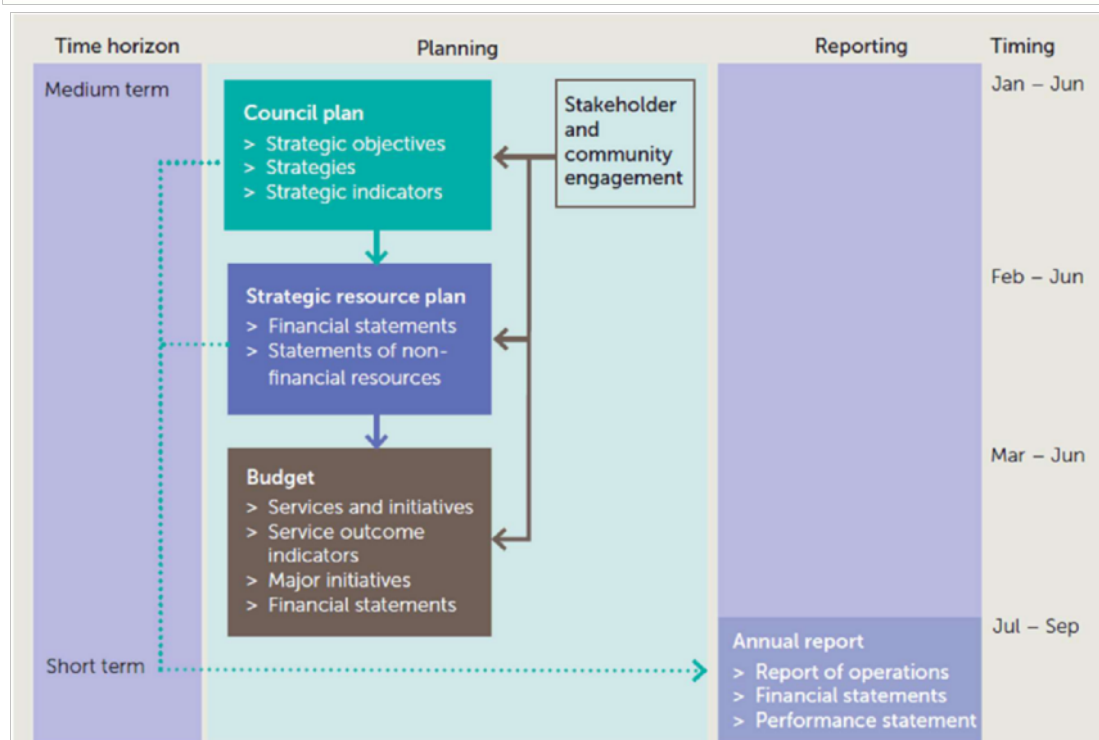 Time horizon
Planning
Reporting
Timing
Medium term
Jan – Jun
Council plan
> Strategic objectives
> Strategies
> Strategic indicators
Stakeholder
and
community
engagement
Feb – Jun
Strategic resource plan
> Financial statements
> Statements of non-
financial resources
Mar – Jun
Budget
> Services and initiatives
> Service outcome
indicators
> Major initiatives
> Financial statements
Jul – Sep
Short term
Annual report
> Report of operations
> Financial statements
> Performance statement